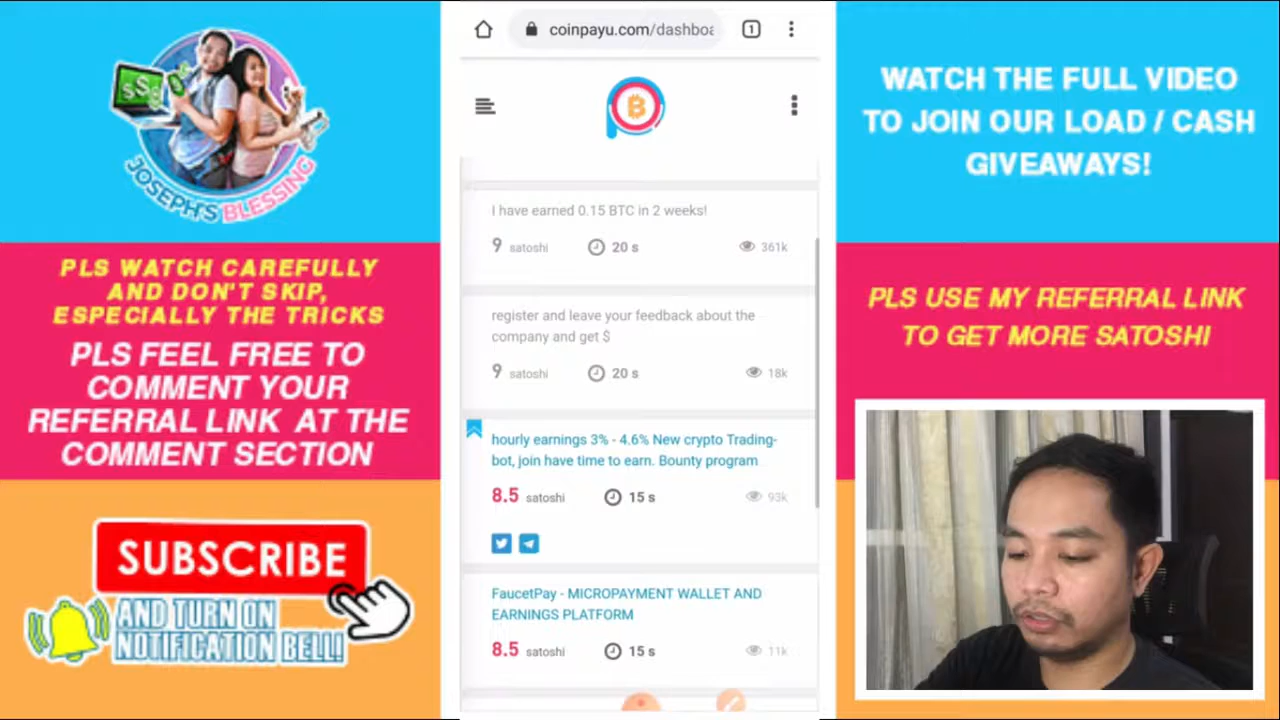 $$$
JOSEPH'S BLESSING
PLS WATCH CAREFULLY
AND DON'T SKIP,
ESPECIALLY THE TRICKS
PLS FEEL FREE TO
COMMENT YOUR
REFERRAL LINK AT THE
COMMENT SECTION
SUBSCRIBE
AND TURN ON
NOTIFICATION BELL!
coinpayu.com/dashboa
1
B
I have earned 0.15 BTC in 2 weeks!
9 satoshi 20 s 361k
register and leave your feedback about the
company and get $
9 satoshi 20 s 18k
hourly earnings 3% - 4.6% New crypto Trading-
bot, join have time to earn. Bounty program
8.5 satoshi 15 s 93k
FaucetPay - MICROPAYMENT WALLET AND
EARNINGS PLATFORM
8.5 satoshi 15 s 11k
WATCH THE FULL VIDEO
TO JOIN OUR LOAD / CASH
GIVEAWAYS!
PLS USE MY REFERRAL LINK
TO GET MORE SATOSHI